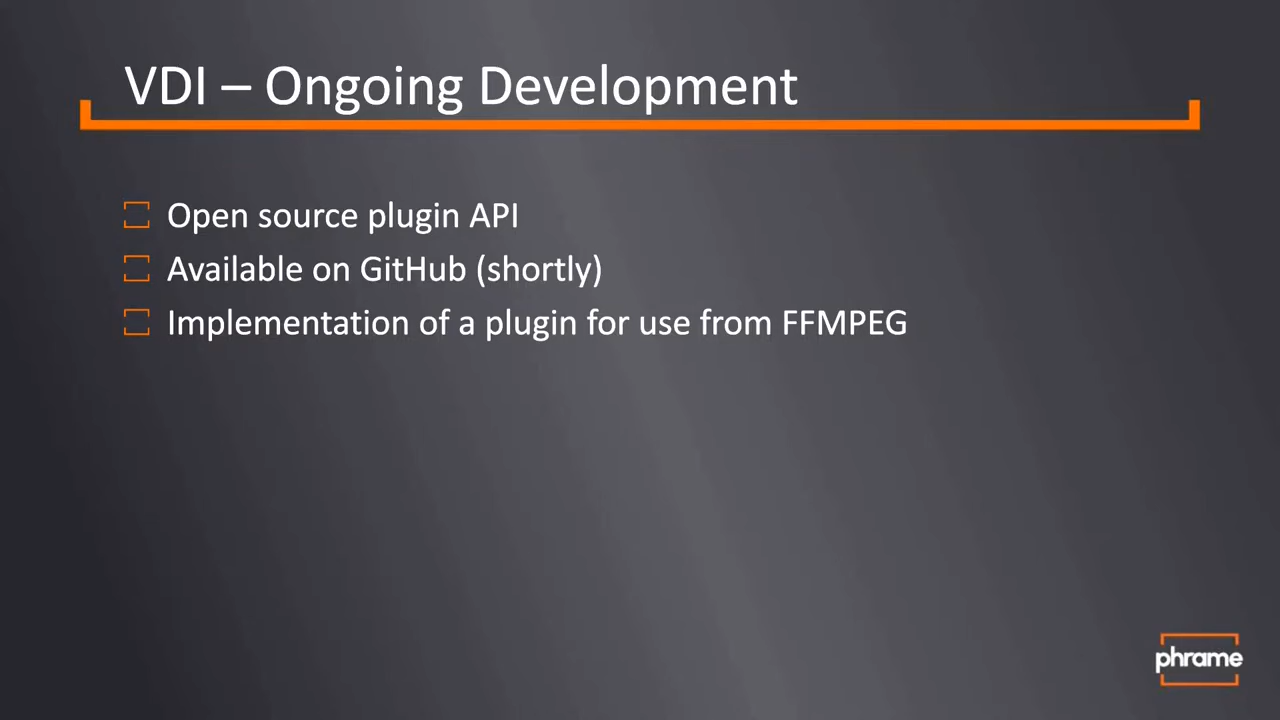 VDI – Ongoing Development
Open source plugin API
Available on GitHub (shortly)
Implementation of a plugin for use from FFMPEG
phrame